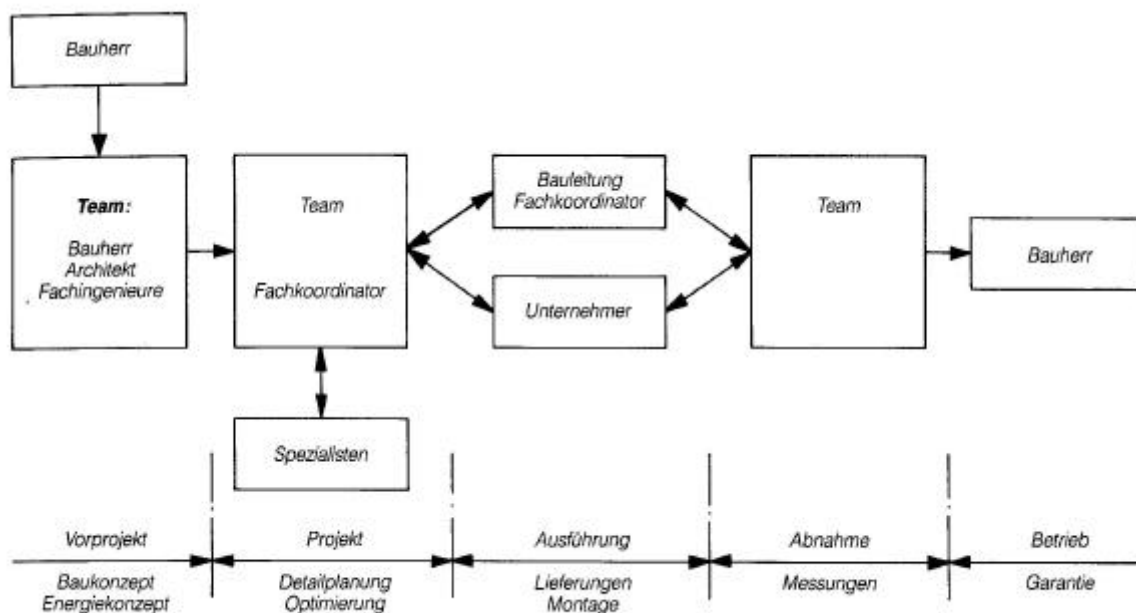 Bauherr
Team:
Bauherr
Architekt
Fachingenieure
Team
Fachkoordinator
Spezialisten
Bauleitung
Fachkoordinator
Unternehmer
Team
Bauherr
Vorprojekt
Baukonzept
Energiekonzept
Projekt
Detailplanung
Optimierung
Ausführung
Lieferungen
Montage
Abnahme
Messungen
Betrieb
Garantie